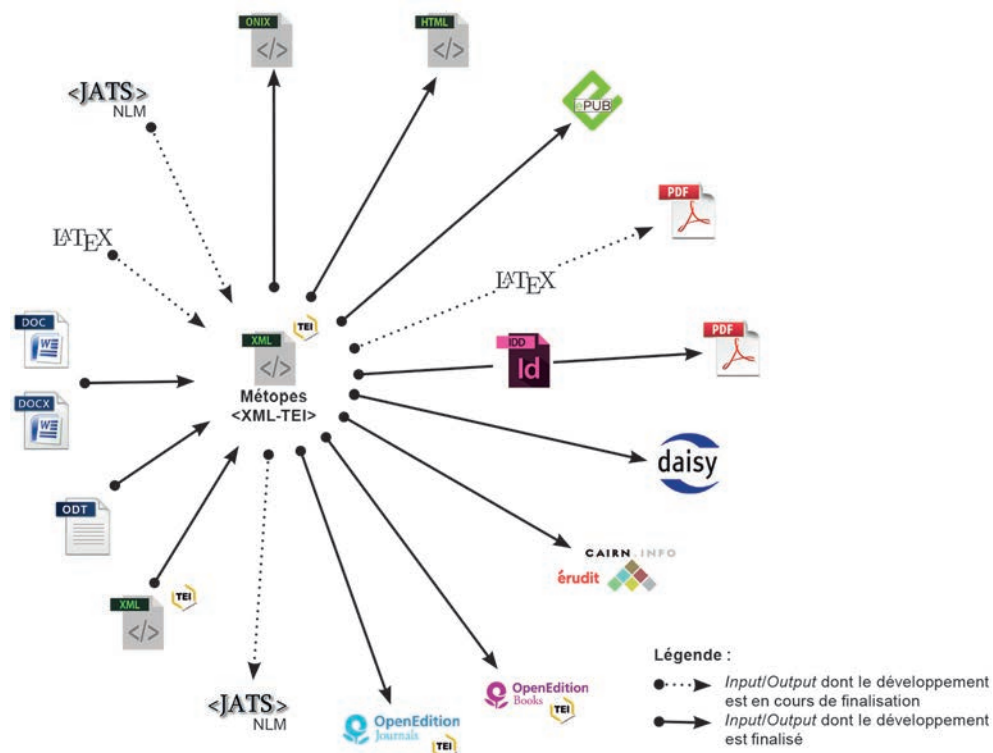 ONIX
HTML
<JATS>
NLM
ePUB
PDF
LATEX
LATEX
DOC
TEI
XML
IDD
Id
PDF
Métopes
<XML-TEI>
DOCX
daisy
ODT
CAIRN.INFO
érudit
XML
TEI
<JATS>
NLM
OpenEdition
Journals
TEI
OpenEdition
Books
TEI
Légende :
Input/Output dont le développement
est en cours de finalisation
Input/Output dont le développement
est finalisé